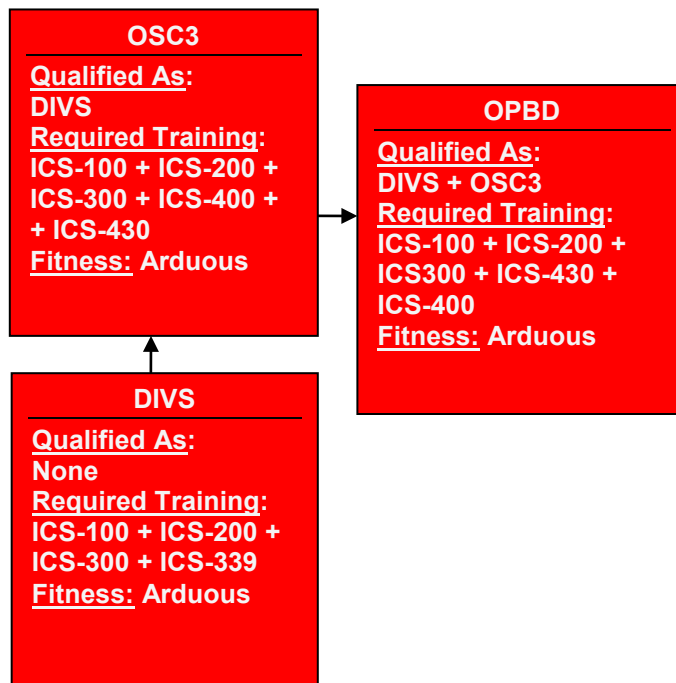 OSC3
Qualified As:
DIVS
Required Training:
ICS-100 + ICS-200 +
ICS-300 + ICS-400 +
+ ICS-430
Fitness: Arduous
OPBD
Qualified As:
DIVS + OSC3
Required Training:
ICS-100 + ICS-200 +
ICS300 + ICS-430 +
ICS-400
Fitness: Arduous
DIVS
Qualified As:
None
Required Training:
ICS-100 + ICS-200 +
ICS-300 + ICS-339
Fitness: Arduous